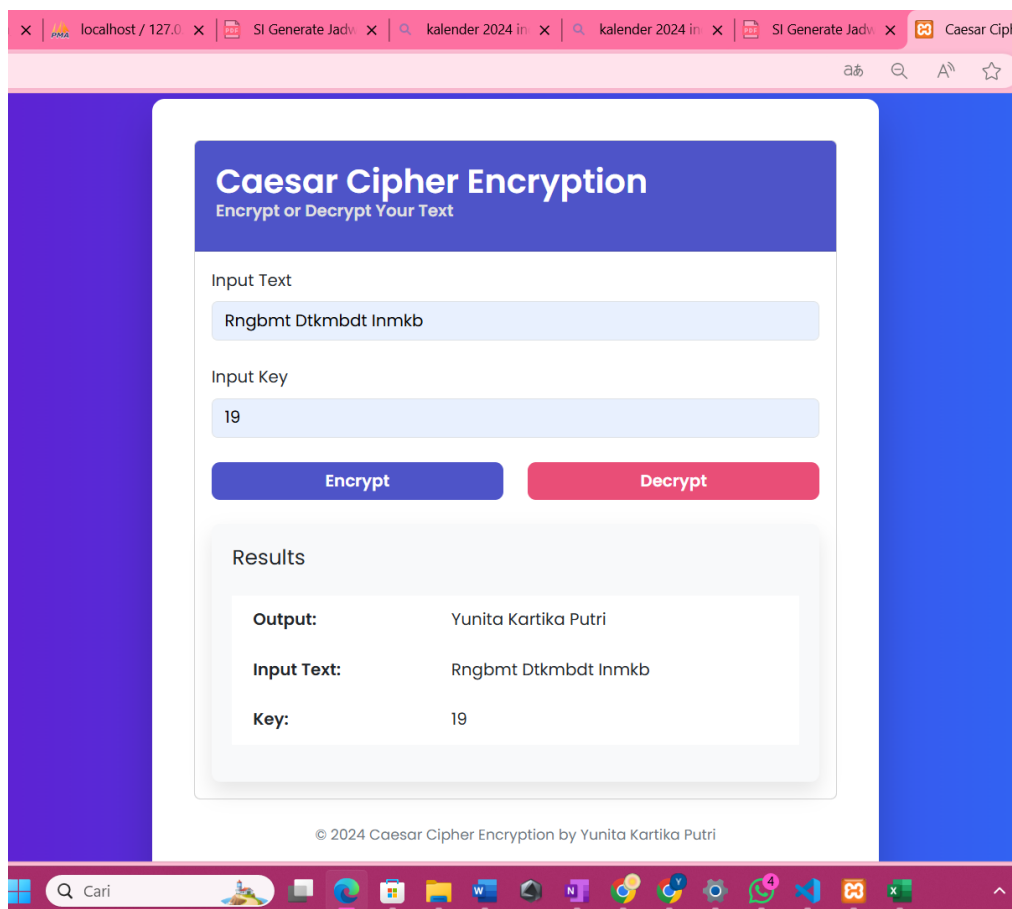 localhost / 127.0
SI Generate Jadw
kalender 2024 in
kalender 2024 in
SI Generate Jadw
Caesar Ciph
Caesar Cipher Encryption
Encrypt or Decrypt Your Text
Input Text
Rngbmt Dtkmbdt Inmkb
Input Key
19
Encrypt Decrypt
Results
Output: Yunita Kartika Putri
Input Text: Rngbmt Dtkmbdt Inmkb
Key: 19
© 2024 Caesar Cipher Encryption by Yunita Kartika Putri
Cari
4